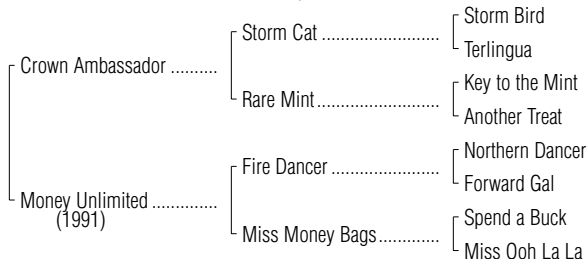 Storm Bird
Storm Cat ........................
Terlingua
Crown Ambassador ..........
Key to the Mint
Rare Mint .........................
Another Treat
Northern Dancer
Fire Dancer ......................
Forward Gal
Money Unlimited ..............
(1991)
Spend a Buck
Miss Money Bags .............
Miss Ooh La La